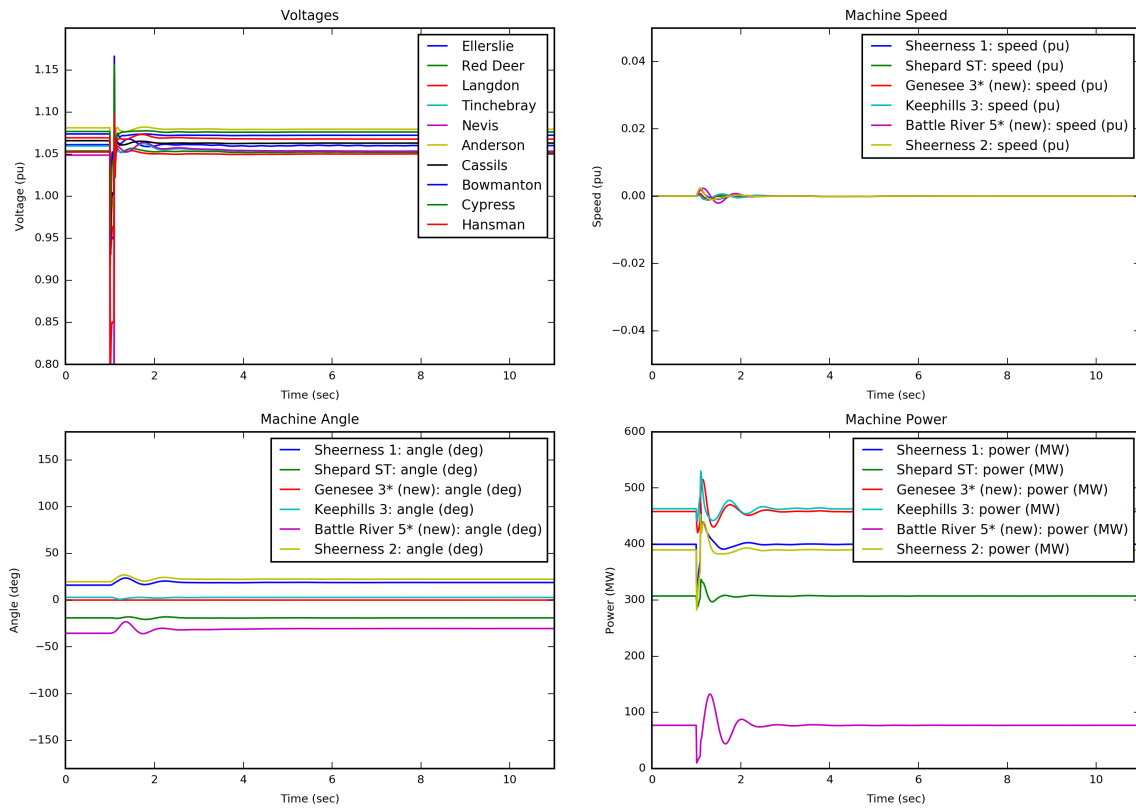 Voltages
Voltage (pu)
1.15
1.10
1.05
1.00
0.95
0.90
0.85
0.80
Ellerslie
Red Deer
Langdon
Tinchebray
Nevis
Anderson
Cassils
Bowmanton
Cypress
Hansman
0 2 4 6 8 10
Time (sec)
Machine Speed
Speed (pu)
0.04
0.02
0.00
−0.02
−0.04
Sheerness 1: speed (pu)
Shepard ST: speed (pu)
Genesee 3* (new): speed (pu)
Keephills 3: speed (pu)
Battle River 5* (new): speed (pu)
Sheerness 2: speed (pu)
0 2 4 6 8 10
Time (sec)
Machine Angle
Angle (deg)
150
100
50
0
−50
−100
−150
Sheerness 1: angle (deg)
Shepard ST: angle (deg)
Genesee 3* (new): angle (deg)
Keephills 3: angle (deg)
Battle River 5* (new): angle (deg)
Sheerness 2: angle (deg)
0 2 4 6 8 10
Time (sec)
Machine Power
Power (MW)
600
500
400
300
200
100
0
Sheerness 1: power (MW)
Shepard ST: power (MW)
Genesee 3* (new): power (MW)
Keephills 3: power (MW)
Battle River 5* (new): power (MW)
Sheerness 2: power (MW)
0 2 4 6 8 10
Time (sec)